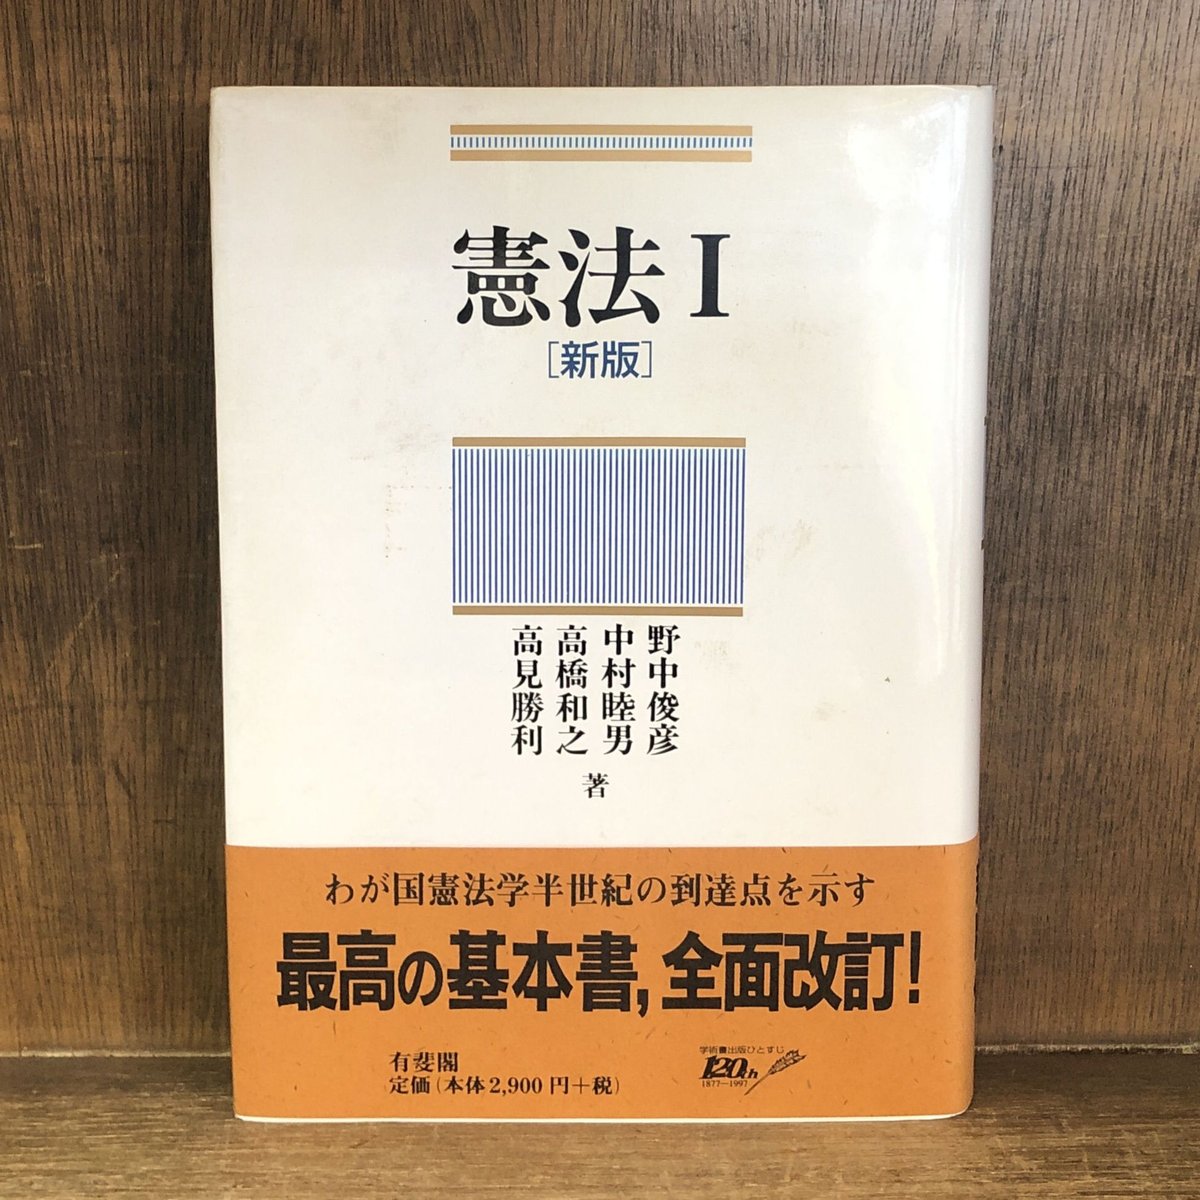 憲法 I
［新版］
野中俊彦
中村睦男
高橋和之
高見勝利
著
わが国憲法学半世紀の到達点を示す
最高の基本書,全面改訂!
有斐閣
定価(本体2,900円+税)
学術書出版ひとすじ
120th
1877—1997